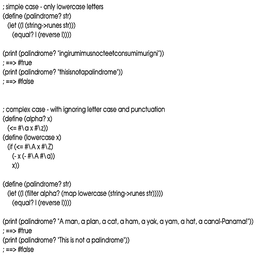 ; simple case - only lowercase letters
(define (palindrome? str)
(let ((l (string->runes str)))
(equal? l (reverse l))))
(print (palindrome? "ingirumimusnocteetconsumimurigni"))
; ==> #true
(print (palindrome? "thisisnotapalindrome"))
; ==> #false
; complex case - with ignoring letter case and punctuation
(define (alpha? x)
(<= #\a x #\z))
(define (lowercase x)
(if (<= #\A x #\Z)
(- x (- #\A #\a))
x))
(define (palindrome? str)
(let ((l (filter alpha? (map lowercase (string->runes str)))))
(equal? l (reverse l))))
(print (palindrome? "A man, a plan, a cat, a ham, a yak, a yam, a hat, a canal-Panama!"))
; ==> #true
(print (palindrome? "This is not a palindrome"))
; ==> #false